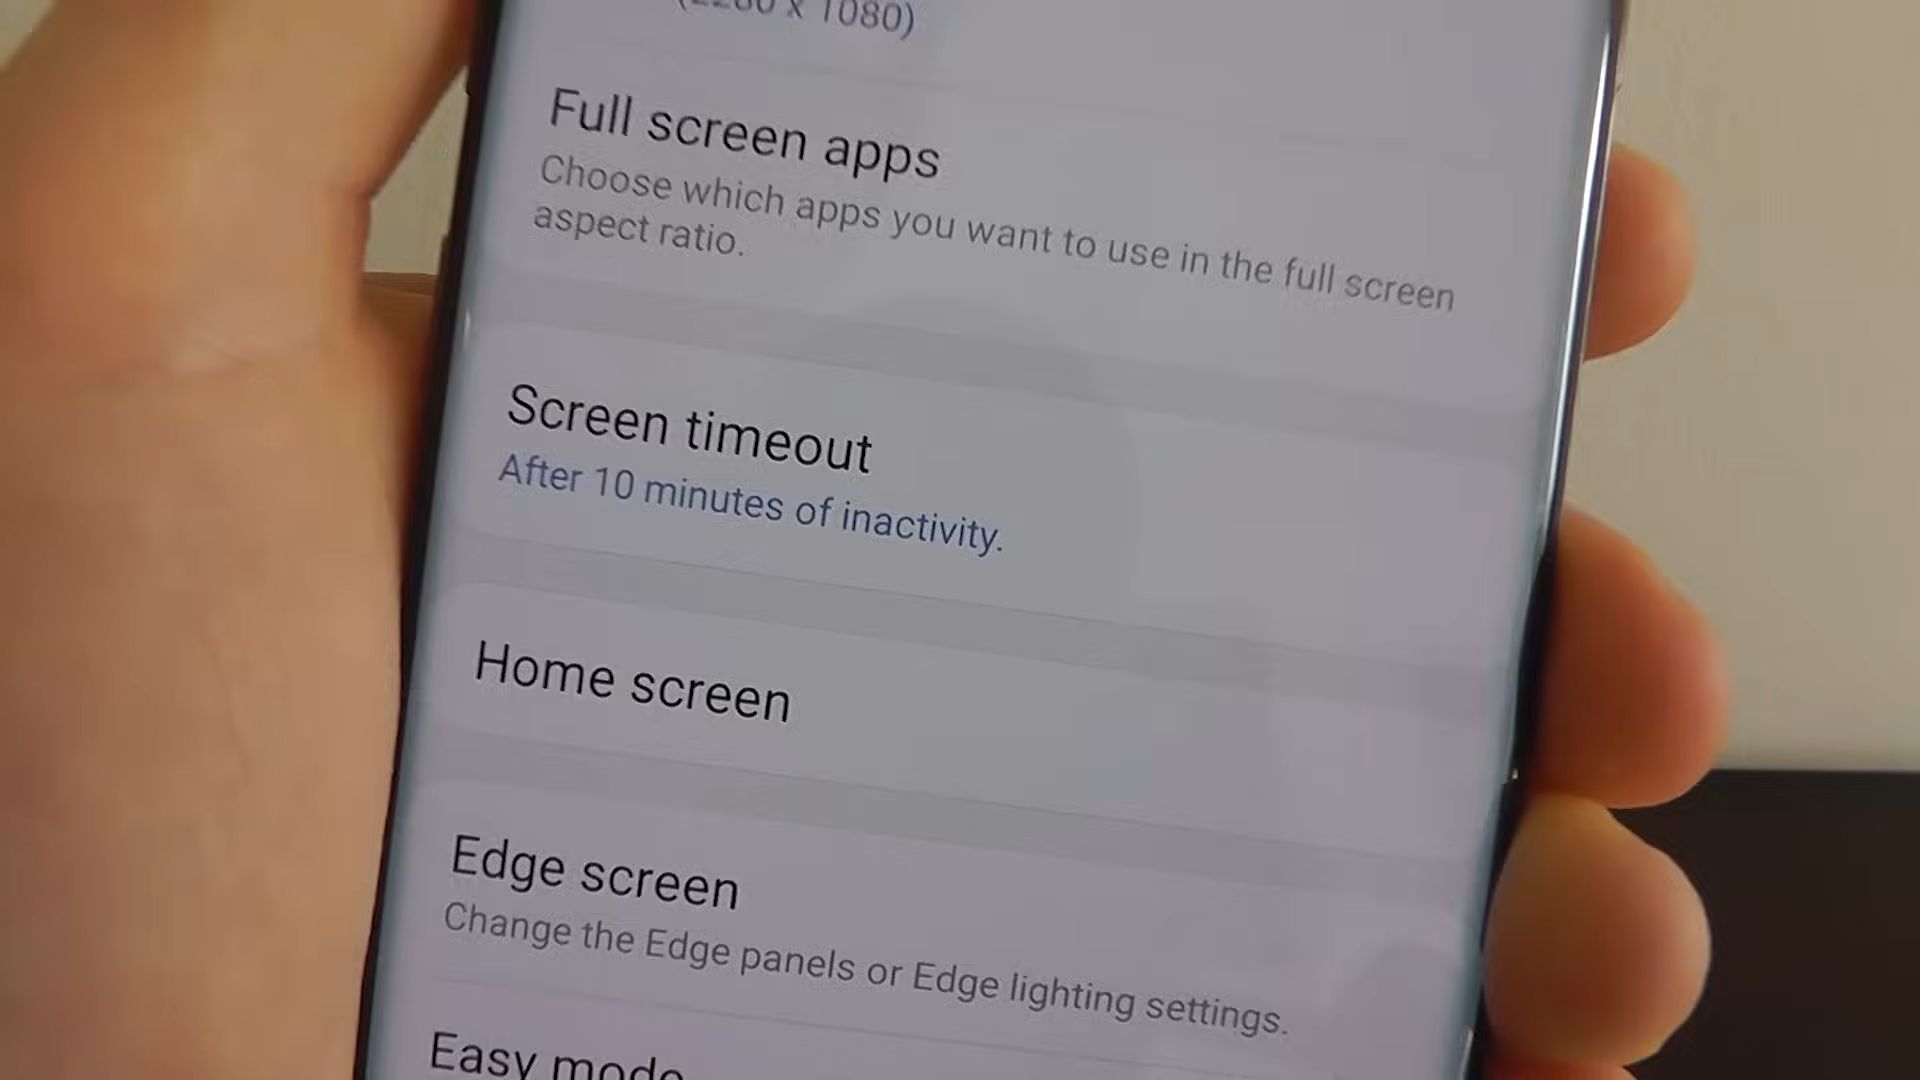 (2280 x 1080)
Full screen apps
Choose which apps you want to use in the full screen
aspect ratio.
Screen timeout
After 10 minutes of inactivity.
Home screen
Edge screen
Change the Edge panels or Edge lighting settings.
Easy mode